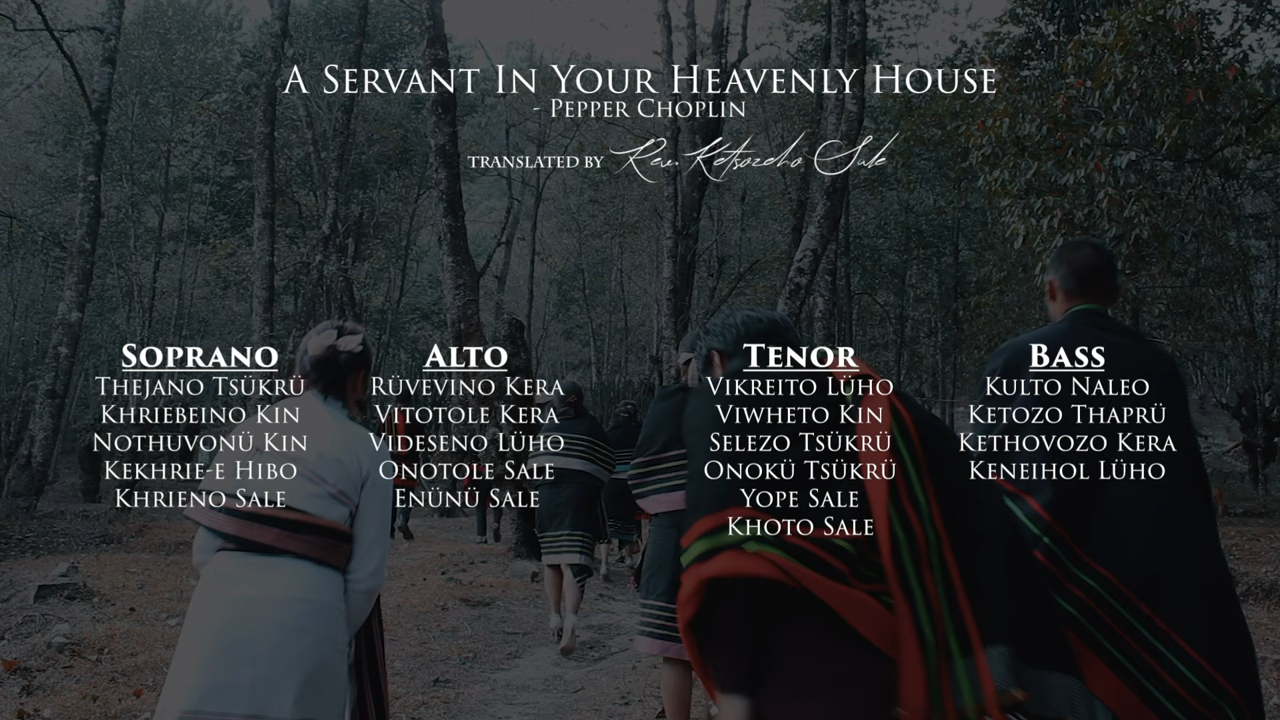 A Servant In Your Heavenly House
- Pepper Choplin
translated by Rev. Ketsozeho Sale
Soprano
Thejano Tsükrü
Khriebeino Kin
Nothuvonü Kin
Kekhrie-e Hibo
Khrieno Sale
Alto
Rüvevino Kera
Vitotole Kera
Videseno Lüho
Onotole Sale
Enünü Sale
Tenor
Vikreito Lüho
Viwheto Kin
Selezo Tsükrü
Onokü Tsükrü
Yope Sale
Khoto Sale
Bass
Kulto Naleo
Ketozo Thaprü
Kethovozo Kera
Keneihol Lüho